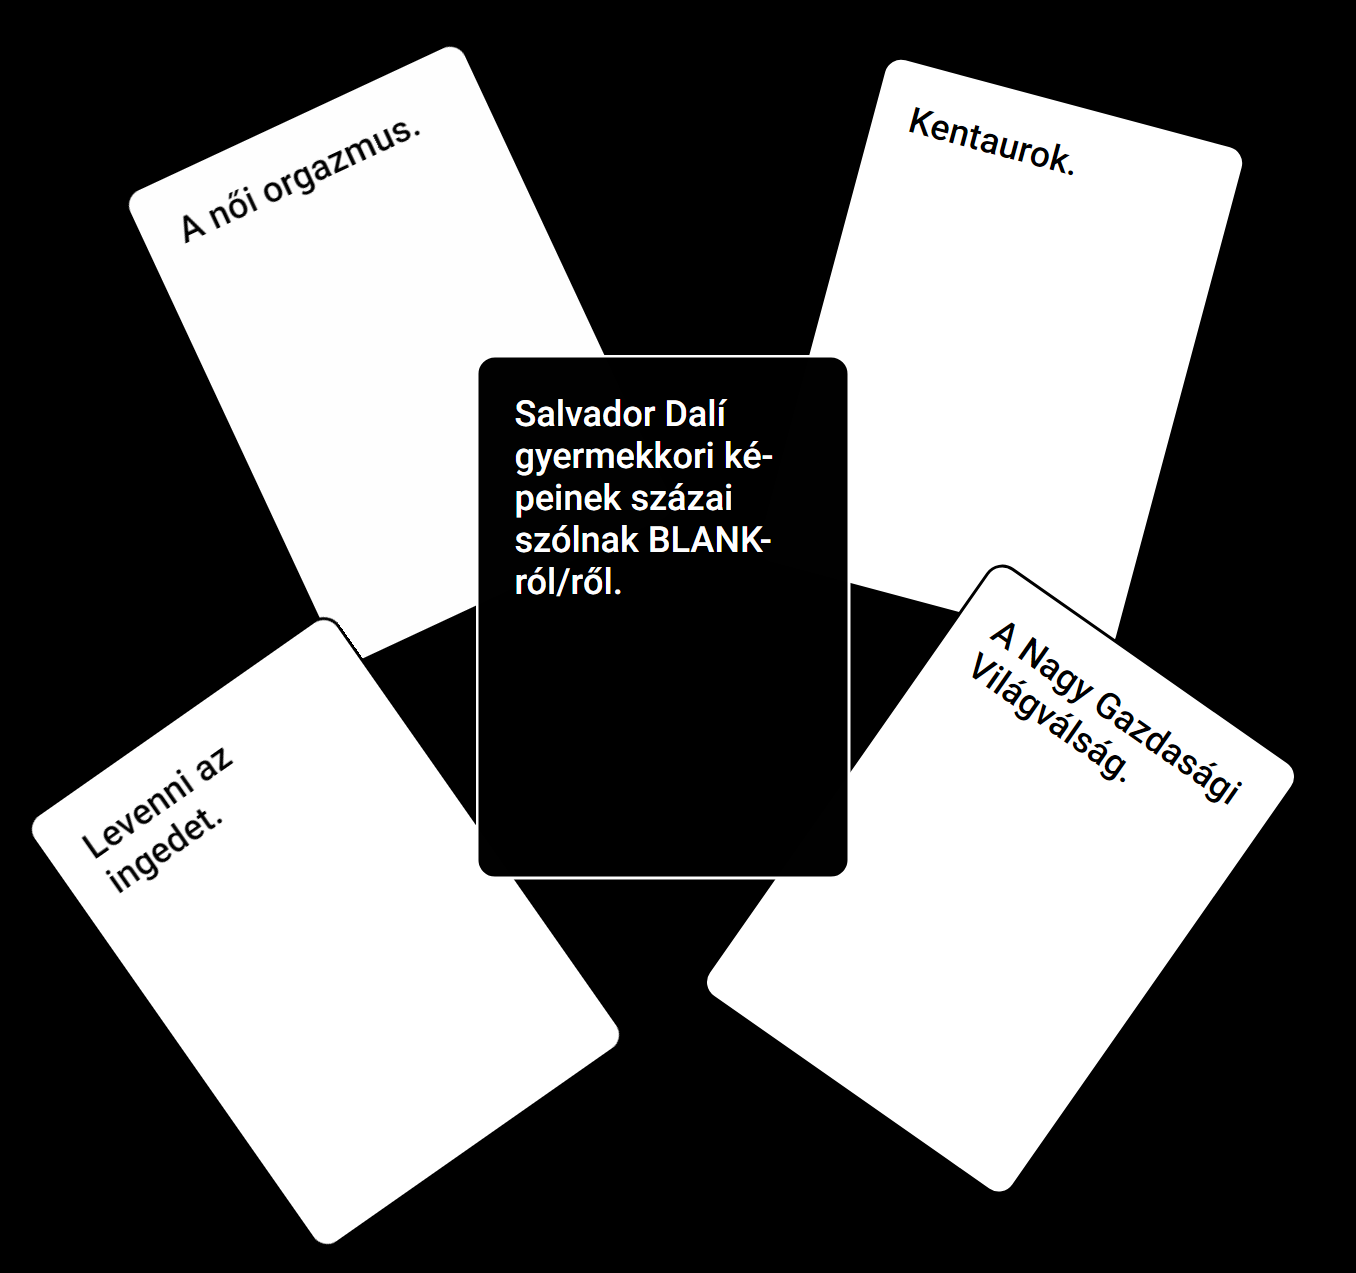 A női orgazmus.
Kentaurok.
Salvador Dalí
gyermekkori ké-
peinek százai
szólnak BLANK-
ról/ről.
Levenni az
ingedet.
A Nagy Gazdasági
Világválság.